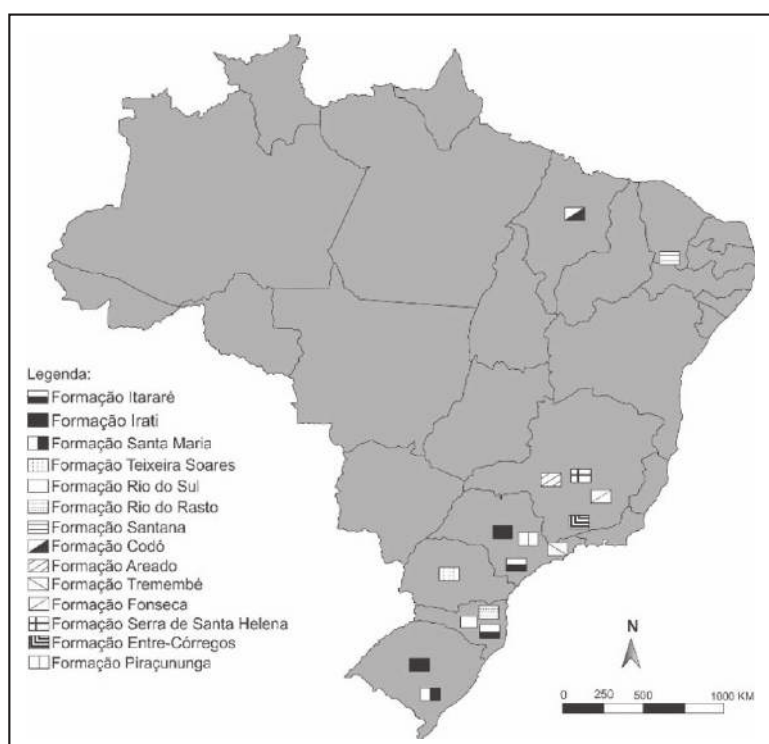 Legenda:
Formação Itararé
Formação Irati
Formação Santa Maria
Formação Teixeira Soares
Formação Rio do Sul
Formação Rio do Rasto
Formação Santana
Formação Codó
Formação Areado
Formação Tremembé
Formação Fonseca
Formação Serra de Santa Helena
Formação Entre-Córregos
Formação Piraçununga
N
0 250 500 1000 KM